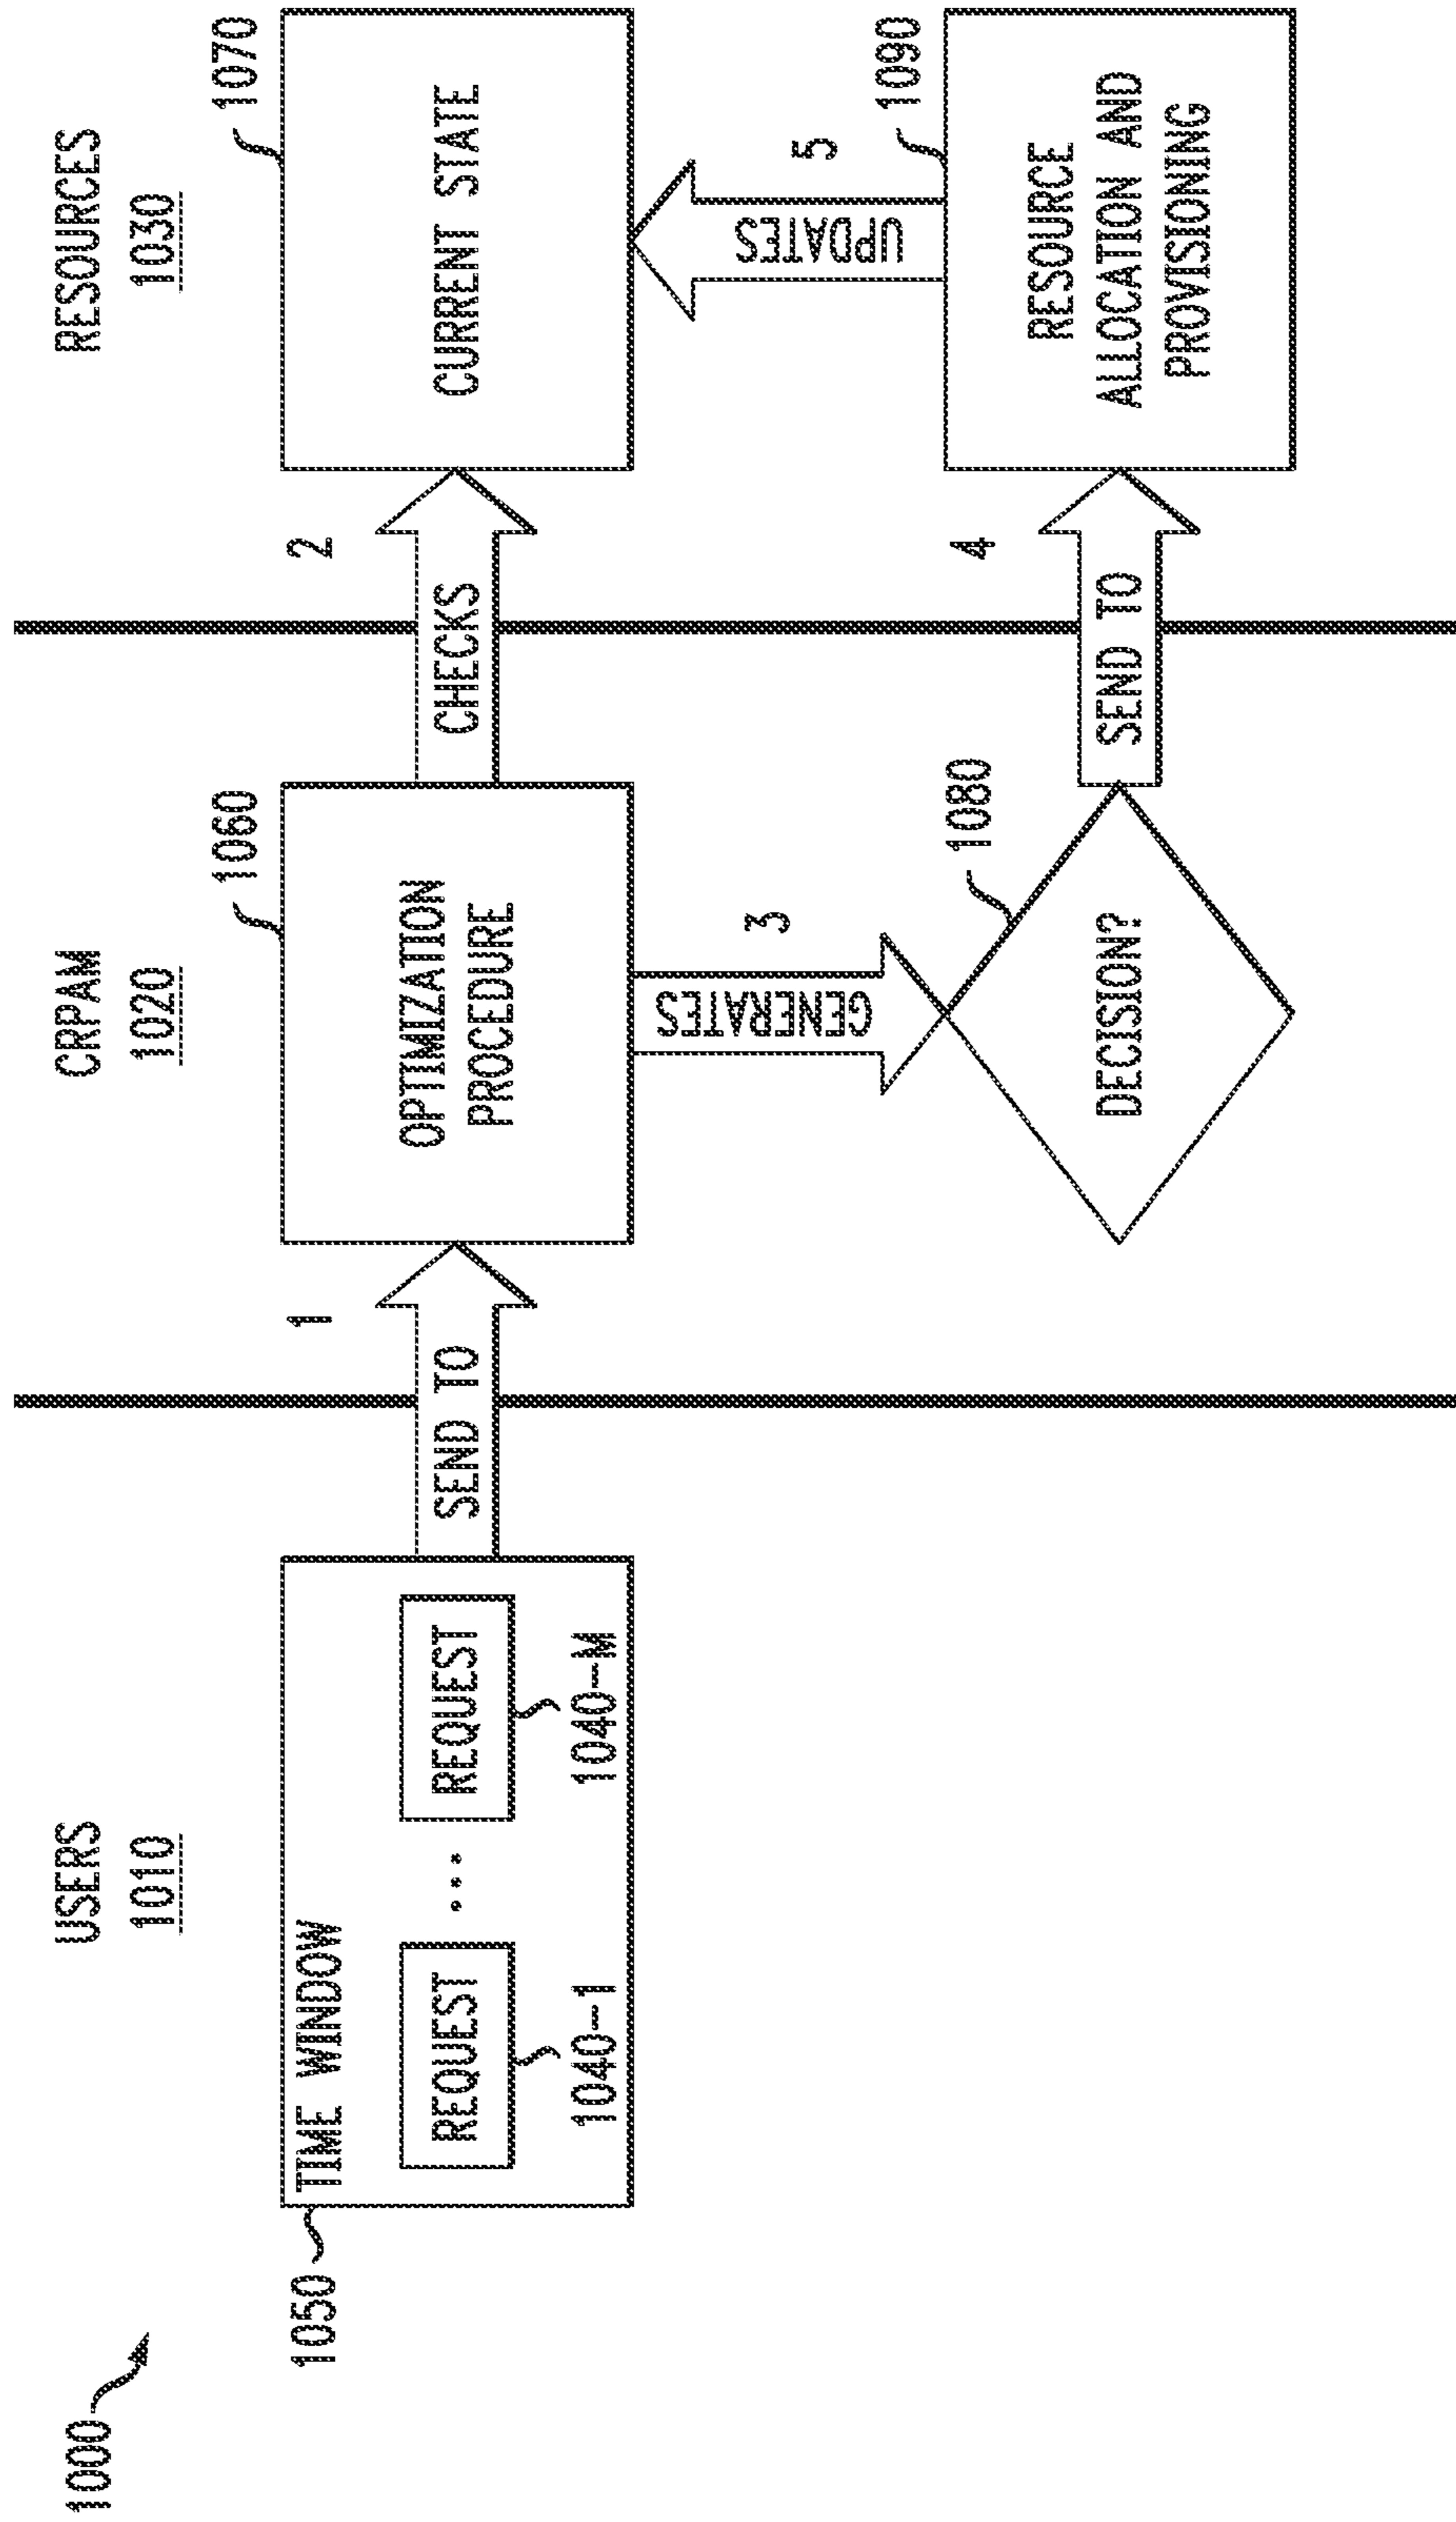 1000
USERS
1010
CRPAM
1020
RESOURCES
1030
1050
TIME WINDOW
REQUEST
...
REQUEST
1040-1
1040-M
SEND TO
1
1060
OPTIMIZATION
PROCEDURE
CHECKS
2
1070
CURRENT STATE
GENERATES
3
1080
DECISION?
SEND TO
4
1090
RESOURCE
ALLOCATION AND
PROVISIONING
UPDATES
5